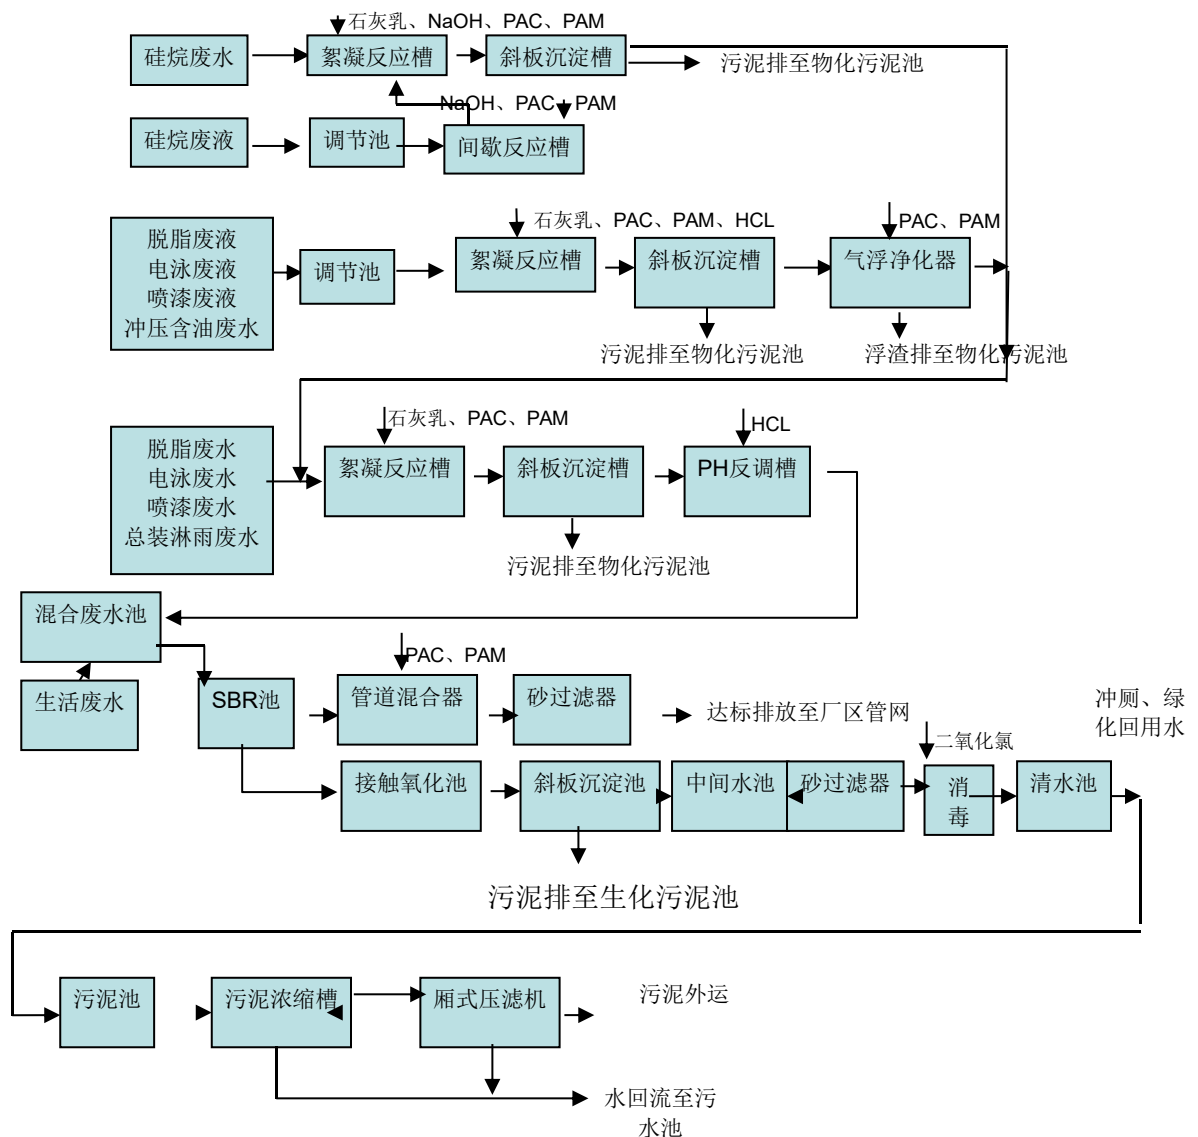 石灰乳、NaOH、PAC、PAM
硅烷废水
絮凝反应槽
斜板沉淀槽
污泥排至物化污泥池
NaOH、PAC、PAM
硅烷废液
调节池
间歇反应槽
石灰乳、PAC、PAM、HCL
PAC、PAM
脱脂废液
电泳废液
喷漆废液
冲压含油废水
调节池
絮凝反应槽
斜板沉淀槽
气浮净化器
污泥排至物化污泥池
浮渣排至物化污泥池
石灰乳、PAC、PAM
HCL
脱脂废水
电泳废水
喷漆废水
总装淋雨废水
絮凝反应槽
斜板沉淀槽
PH反调槽
污泥排至物化污泥池
混合废水池
PAC、PAM
生活废水
SBR池
管道混合器
砂过滤器
达标排放至厂区管网
冲厕、绿
化回用水
二氧化氯
接触氧化池
斜板沉淀池
中间水池
砂过滤器
消
毒
清水池
污泥排至生化污泥池
污泥池
污泥浓缩槽
厢式压滤机
污泥外运
水回流至污
水池